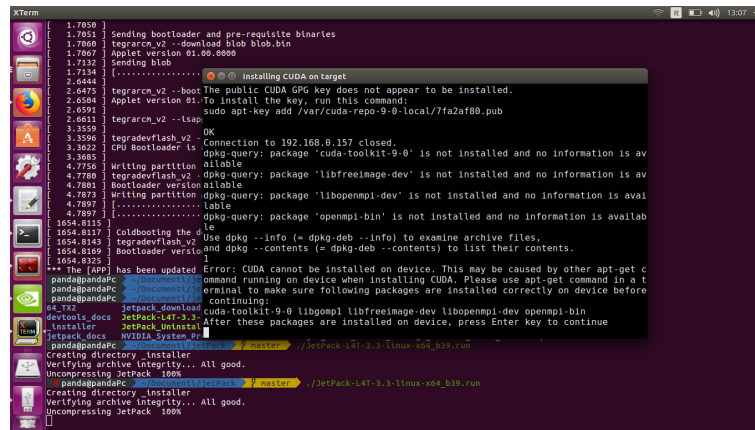 XTerm
It
13:07
[ 1.7050 ]
[ 1.7051 ] Sending bootloader and pre-requisite binaries
[ 1.7060 ] tegrarcm_v2 --download blob blob.bin
[ 1.7067 ] Applet version 01.00.0000
[ 1.7132 ] Sending blob
[ 1.7134 ] [................
[ 2.6444 ]
[ 2.6475 ] tegrarcm_v2 --boot
[ 2.6504 ] Applet version 01.
[ 2.6591 ]
[ 2.6611 ] tegrarcm_v2 --isap
[ 3.3559 ]
[ 3.3596 ] tegradevflash_v2 -
[ 3.3622 ] CPU Bootloader is
[ 3.3685 ]
[ 4.7756 ] Writing partition
[ 4.7780 ] tegradevflash_v2 -
[ 4.7801 ] Bootloader version
[ 4.7873 ] Writing partition
[ 4.7897 ] [................
[ 4.7897 ] [................
[ 1654.8115 ]
[ 1654.8117 ] Coldbooting the d
[ 1654.8143 ] tegradevflash_v2
[ 1654.8169 ] Bootloader versio
[ 1654.8325 ]
*** The [APP] has been updated
panda@pandaPc ~/Documenti/je
panda@pandaPc ~/Documenti/je
panda@pandaPc ~/Documenti/je
64_TX2 jetpack_download
devtools_docs JetPack-L4T-3.3-
_installer JetPack_Uninstal
jetpack_docs NVIDIA_System_Pr
panda@pandaPc ~/Documenti/jetPack master ./JetPack-L4T-3.3-linux-x64_b39.run
Creating directory _installer
Verifying archive integrity... All good.
Uncompressing JetPack 100%
panda@pandaPc ~/Documenti/jetPack master ./JetPack-L4T-3.3-linux-x64_b39.run
Creating directory _installer
Verifying archive integrity... All good.
Uncompressing JetPack 100%
Installing CUDA on target
The public CUDA GPG key does not appear to be installed.
To install the key, run this command:
sudo apt-key add /var/cuda-repo-9-0-local/7fa2af80.pub
OK
Connection to 192.168.0.157 closed.
dpkg-query: package 'cuda-toolkit-9-0' is not installed and no information is av
ailable
dpkg-query: package 'libfreeimage-dev' is not installed and no information is av
ailable
dpkg-query: package 'libopenmpi-dev' is not installed and no information is avai
lable
dpkg-query: package 'openmpi-bin' is not installed and no information is availab
le
Use dpkg --info (= dpkg-deb --info) to examine archive files,
and dpkg --contents (= dpkg-deb --contents) to list their contents.
1
Error: CUDA cannot be installed on device. This may be caused by other apt-get c
ommand running on device when installing CUDA. Please use apt-get command in a t
erminal to make sure following packages are installed correctly on device before
continuing:
cuda-toolkit-9-0 libgomp1 libfreeimage-dev libopenmpi-dev openmpi-bin
After these packages are installed on device, press Enter key to continue